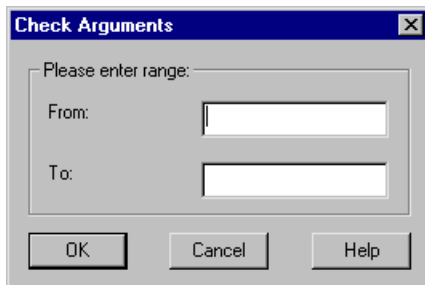 Check Arguments
Please enter range:
From:
To:
OK Cancel Help